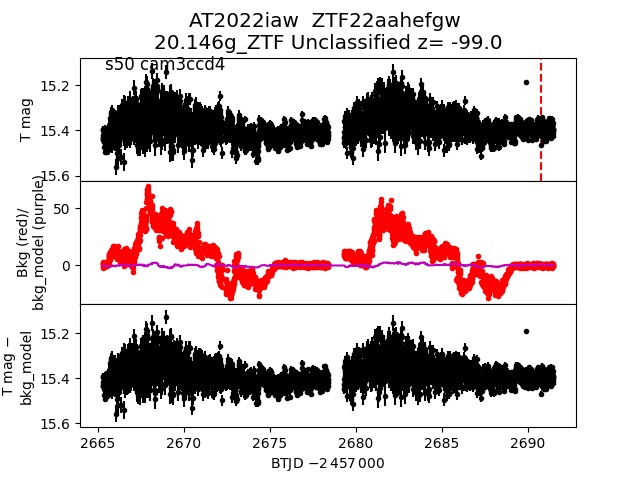 AT2022iaw  ZTF22aahefgw
20.146g_ZTF Unclassified z= -99.0
s50 cam3ccd4
T mag
15.2
15.4
15.6
Bkg (red)/
bkg_model (purple)
50
0
T mag −
bkg_model
15.2
15.4
15.6
2665 2670 2675 2680 2685 2690
BTJD −2 457 000